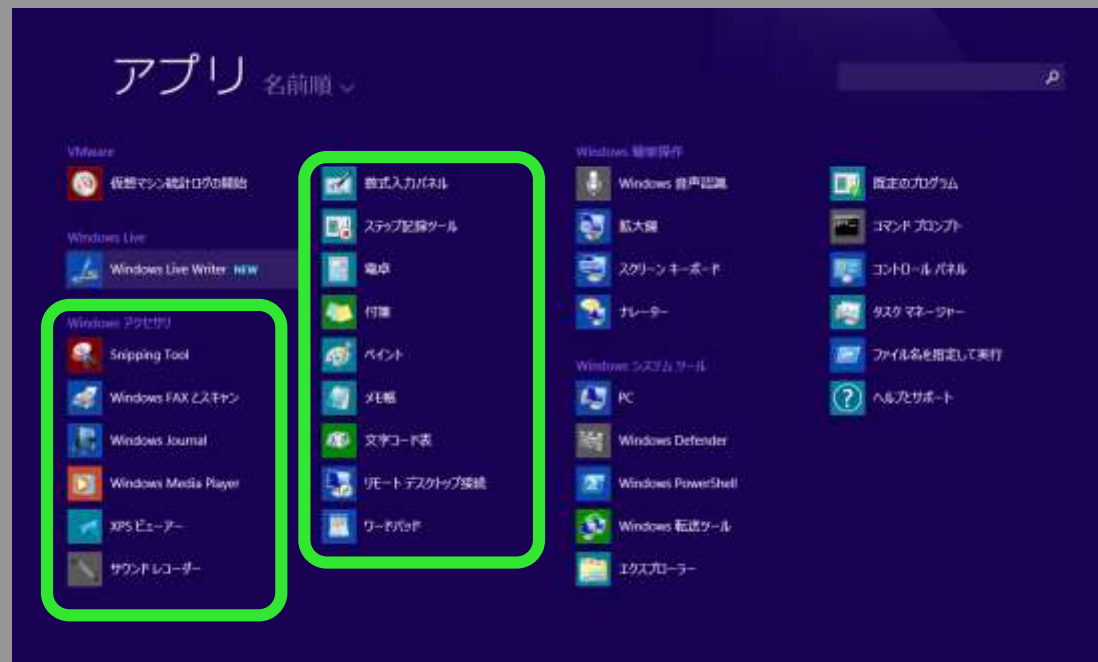 アプリ 名前順
VMware
仮想マシン統計ログの開始
Windows Live
Windows Live Writer NEW
Windows アクセサリ
Snipping Tool
Windows FAX とスキャン
Windows Journal
Windows Media Player
XPS ビューアー
サウンド レコーダー
数式入力パネル
ステップ記録ツール
電卓
付箋
ペイント
メモ帳
文字コード表
リモート デスクトップ接続
ワードパッド
Windows 簡単操作
Windows 音声認識
拡大鏡
スクリーン キーボード
ナレーター
Windows システム ツール
PC
Windows Defender
Windows PowerShell
Windows 転送ツール
エクスプローラー
既定のプログラム
コマンド プロンプト
コントロール パネル
タスク マネージャー
ファイル名を指定して実行
ヘルプとサポート